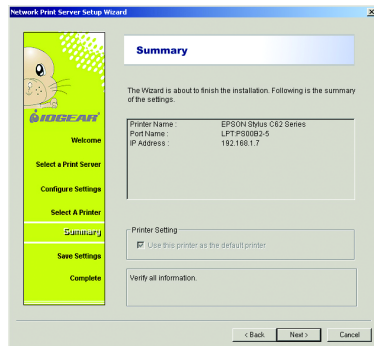 Network Print Server Setup Wizard
Summary
The Wizard is about to finish the installation. Following is the summary
of the settings.
IOGEAR
Welcome
Select a Print Server
Configure Settings
Select A Printer
Summary
Save Settings
Complete
Printer Name : EPSON Stylus C62 Series
Port Name : LPT:PS00B2-5
IP Address : 192.168.1.7
Printer Setting
Use this printer as the default printer
Verify all information.
< Back Next > Cancel